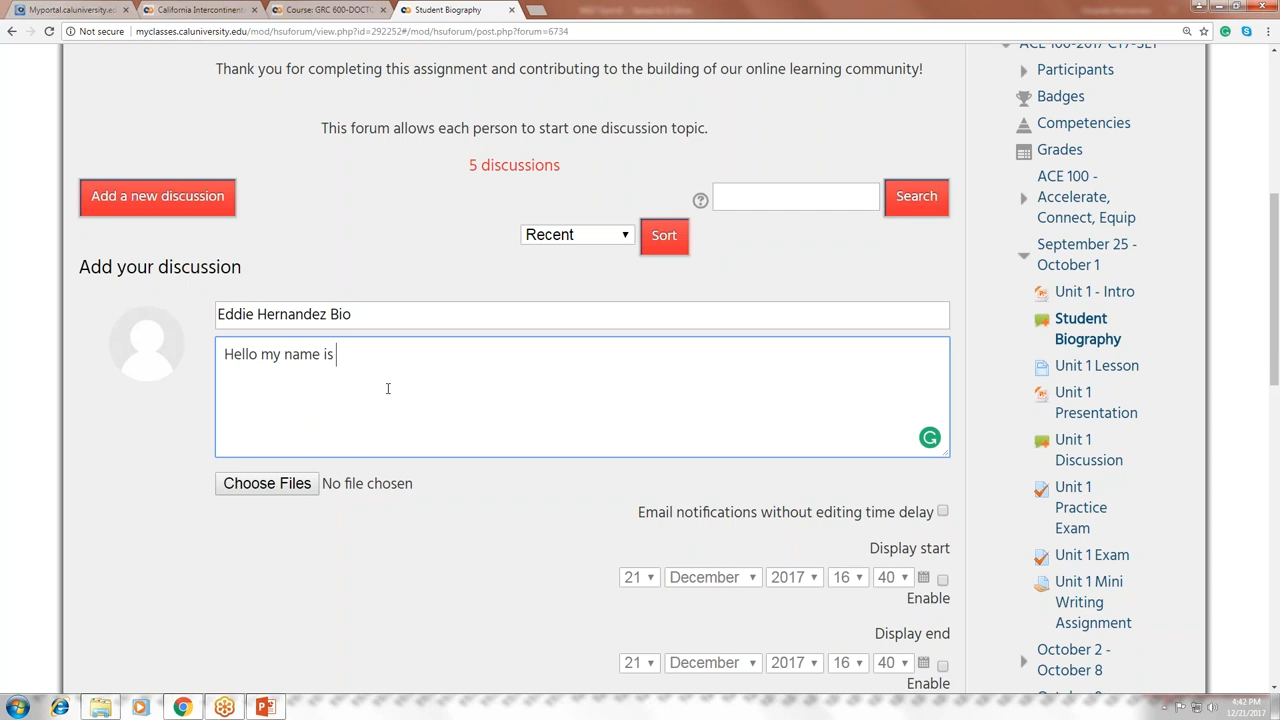 Myportal.caluniversity.ed
California Intercontinent
Course: GRC 600-DOCTO
Student Biography
Not secure
myclasses.caluniversity.edu/mod/hsuforum/view.php?id=292252#/mod/hsuforum/post.php?forum=6734
Thank you for completing this assignment and contributing to the building of our online learning community!
This forum allows each person to start one discussion topic.
5 discussions
Add a new discussion
Search
Recent
Sort
Add your discussion
Eddie Hernandez Bio
Hello my name is
Choose Files No file chosen
Email notifications without editing time delay
Display start
21 December 2017 16 40
Enable
Display end
21 December 2017 16 40
Enable
ACE 100-2017 C17-SEP
Participants
Badges
Competencies
Grades
ACE 100 -
Accelerate,
Connect, Equip
September 25 -
October 1
Unit 1 - Intro
Student
Biography
Unit 1 Lesson
Unit 1
Presentation
Unit 1
Discussion
Unit 1
Practice
Exam
Unit 1 Exam
Unit 1 Mini
Writing
Assignment
October 2 -
October 8
4:42 PM
12/21/2017